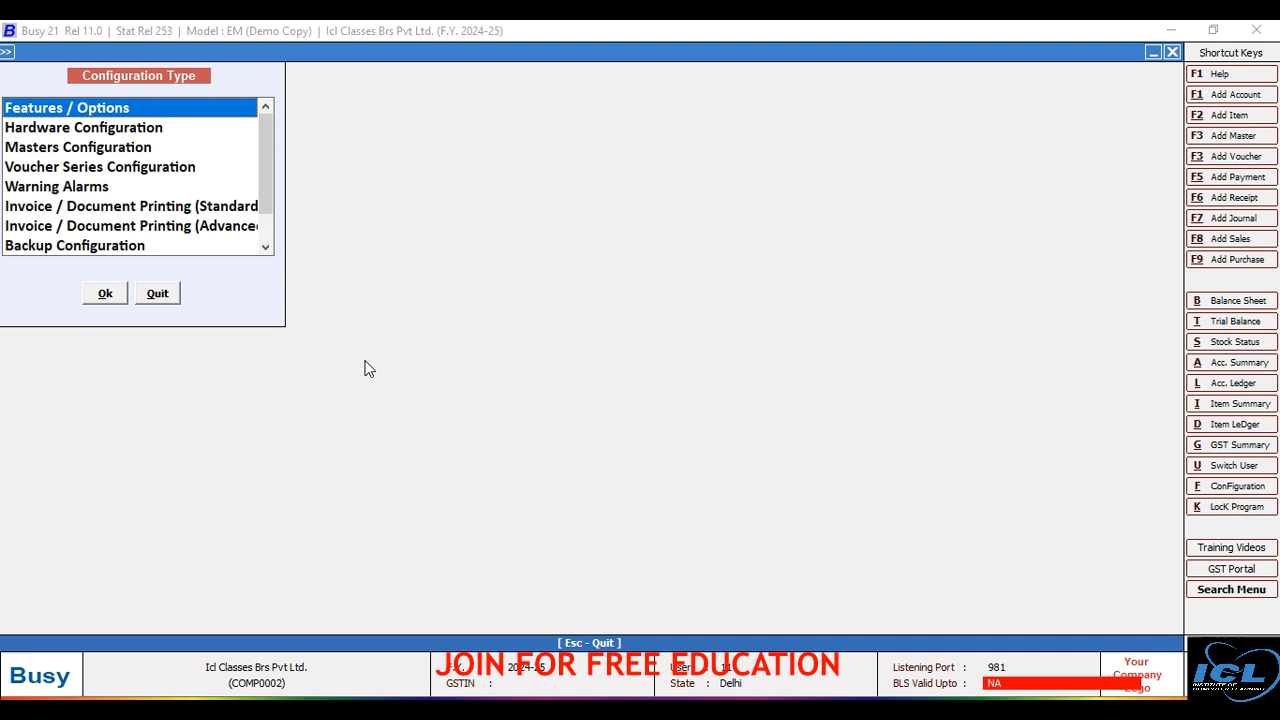 B Busy 21 Rel 11.0 | Stat Rel 253 | Model : EM (Demo Copy) | Icl Classes Brs Pvt Ltd. (F.Y. 2024-25)
>>
Configuration Type
Features / Options
Hardware Configuration
Masters Configuration
Voucher Series Configuration
Warning Alarms
Invoice / Document Printing (Standard
Invoice / Document Printing (Advance
Backup Configuration
Ok Quit
Shortcut Keys
F1 Help
F1 Add Account
F2 Add Item
F3 Add Master
F3 Add Voucher
F5 Add Payment
F6 Add Receipt
F7 Add Journal
F8 Add Sales
F9 Add Purchase
B Balance Sheet
T Trial Balance
S Stock Status
A Acc. Summary
L Acc. Ledger
I Item Summary
D Item LeDger
G GST Summary
U Switch User
F ConFiguration
K LocK Program
Training Videos
GST Portal
Search Menu
[ Esc - Quit ]
Busy
Icl Classes Brs Pvt Ltd.
(COMP0002)
2024-25
GSTIN :
JOIN FOR FREE EDUCATION
State : Delhi
Listening Port : 981
BLS Valid Upto : NA
Your
Company
Logo
ICL